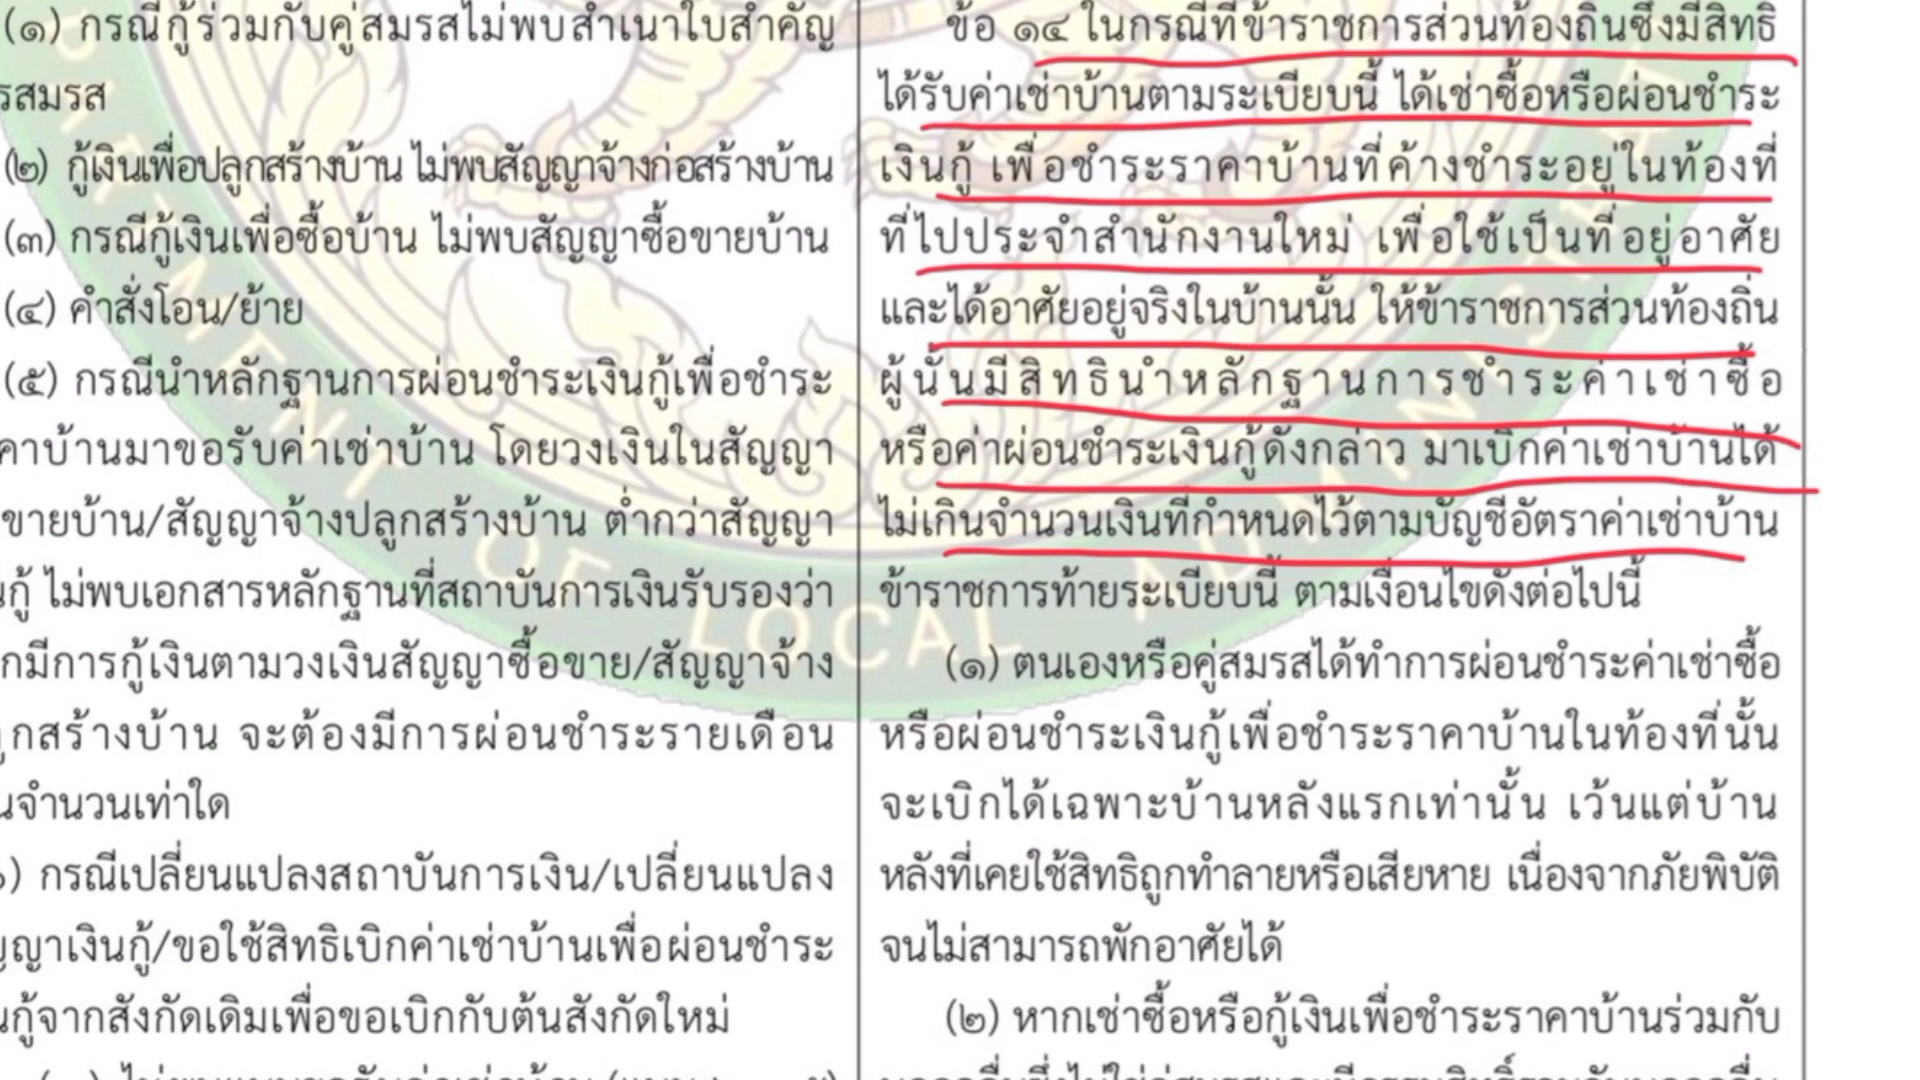 (๑) กรณีกู้ร่วมกับคู่สมรสไม่พบสำเนาใบสำคัญ
รสมรส
(๒) กู้เงินเพื่อปลูกสร้างบ้าน ไม่พบสัญญาจ้างก่อสร้างบ้าน
(๓) กรณีกู้เงินเพื่อซื้อบ้าน ไม่พบสัญญาซื้อขายบ้าน
(๔) คำสั่งโอน/ย้าย
(๕) กรณีนำหลักฐานการผ่อนชำระเงินกู้เพื่อชำระ
คาบ้านมาขอรับค่าเช่าบ้าน โดยวงเงินในสัญญา
ขายบ้าน/สัญญาจ้างปลูกสร้างบ้าน ต่ำกว่าสัญญา
นกู้ ไม่พบเอกสารหลักฐานที่สถาบันการเงินรับรองว่า
กมีการกู้เงินตามวงเงินสัญญาซื้อขาย/สัญญาจ้าง
ูกสร้างบ้าน จะต้องมีการผ่อนชำระรายเดือน
นจำนวนเท่าใด
) กรณีเปลี่ยนแปลงสถาบันการเงิน/เปลี่ยนแปลง
ญญาเงินกู้/ขอใช้สิทธิเบิกค่าเช่าบ้านเพื่อผ่อนชำระ
นกู้จากสังกัดเดิมเพื่อขอเบิกกับต้นสังกัดใหม่
ข้อ ๑๔ ในกรณีที่ข้าราชการส่วนท้องถิ่นซึ่งมีสิทธิ
ได้รับค่าเช่าบ้านตามระเบียบนี้ ได้เช่าซื้อหรือผ่อนชำระ
เงินกู้ เพื่อชำระราคาบ้านที่ค้างชำระอยู่ในท้องที่
ที่ไปประจำสำนักงานใหม่ เพื่อใช้เป็นที่อยู่อาศัย
และได้อาศัยอยู่จริงในบ้านนั้น ให้ข้าราชการส่วนท้องถิ่น
ผู้นั้นมีสิทธินำหลักฐานการชำระค่าเช่าซื้อ
หรือค่าผ่อนชำระเงินกู้ดังกล่าว มาเบิกค่าเช่าบ้านได้
ไม่เกินจำนวนเงินที่กำหนดไว้ตามบัญชีอัตราค่าเช่าบ้าน
ข้าราชการท้ายระเบียบนี้ ตามเงื่อนไขดังต่อไปนี้
(๑) ตนเองหรือคู่สมรสได้ทำการผ่อนชำระค่าเช่าซื้อ
หรือผ่อนชำระเงินกู้เพื่อชำระราคาบ้านในท้องที่นั้น
จะเบิกได้เฉพาะบ้านหลังแรกเท่านั้น เว้นแต่บ้าน
หลังที่เคยใช้สิทธิถูกทำลายหรือเสียหาย เนื่องจากภัยพิบัติ
จนไม่สามารถพักอาศัยได้
(๒) หากเช่าซื้อหรือกู้เงินเพื่อชำระราคาบ้านร่วมกับ
OF LOCAL